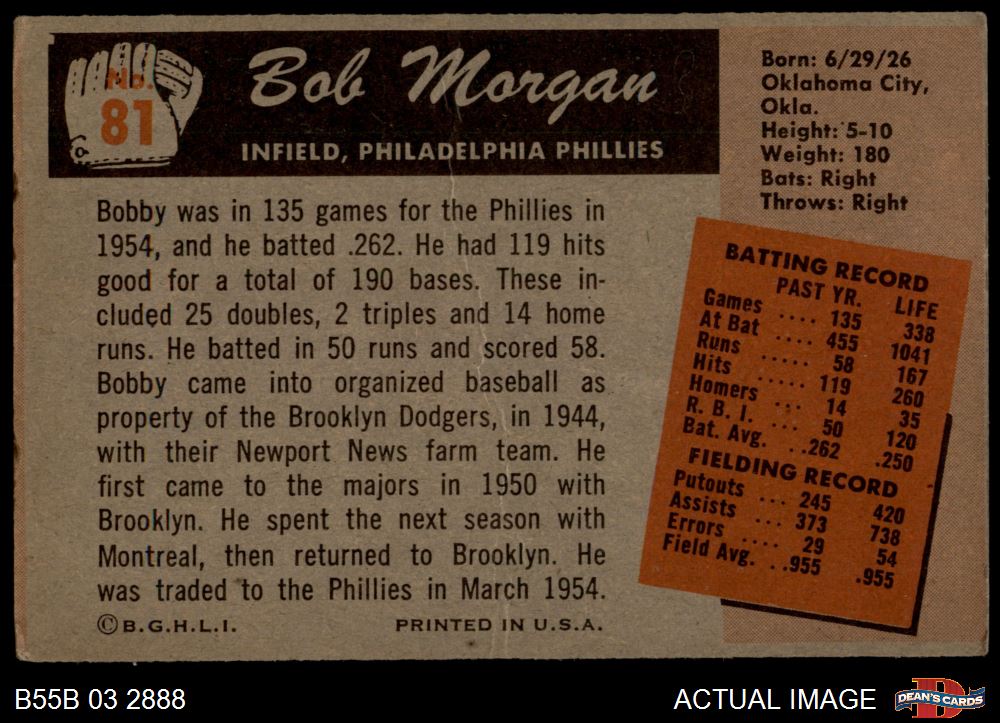 No.
81
Bob Morgan
INFIELD, PHILADELPHIA PHILLIES
Born: 6/29/26
Oklahoma City,
Okla.
Height: 5-10
Weight: 180
Bats: Right
Throws: Right
Bobby was in 135 games for the Phillies in
1954, and he batted .262. He had 119 hits
good for a total of 190 bases. These in-
cluded 25 doubles, 2 triples and 14 home
runs. He batted in 50 runs and scored 58.
Bobby came into organized baseball as
property of the Brooklyn Dodgers, in 1944,
with their Newport News farm team. He
first came to the majors in 1950 with
Brooklyn. He spent the next season with
Montreal, then returned to Brooklyn. He
was traded to the Phillies in March 1954.
©B.G.H.L.I. PRINTED IN U.S.A.
BATTING RECORD
PAST YR. LIFE
Games .... 135 338
At Bat .... 455 1041
Runs ..... 58 167
Hits ..... 119 260
Homers ... 14 35
R. B. I. ... 50 120
Bat. Avg. ..262 .250
FIELDING RECORD
Putouts ... 245 420
Assists ... 373 738
Errors .... 29 54
Field Avg. ..955 .955
B55B 03 2888 ACTUAL IMAGE DEAN'S CARDS